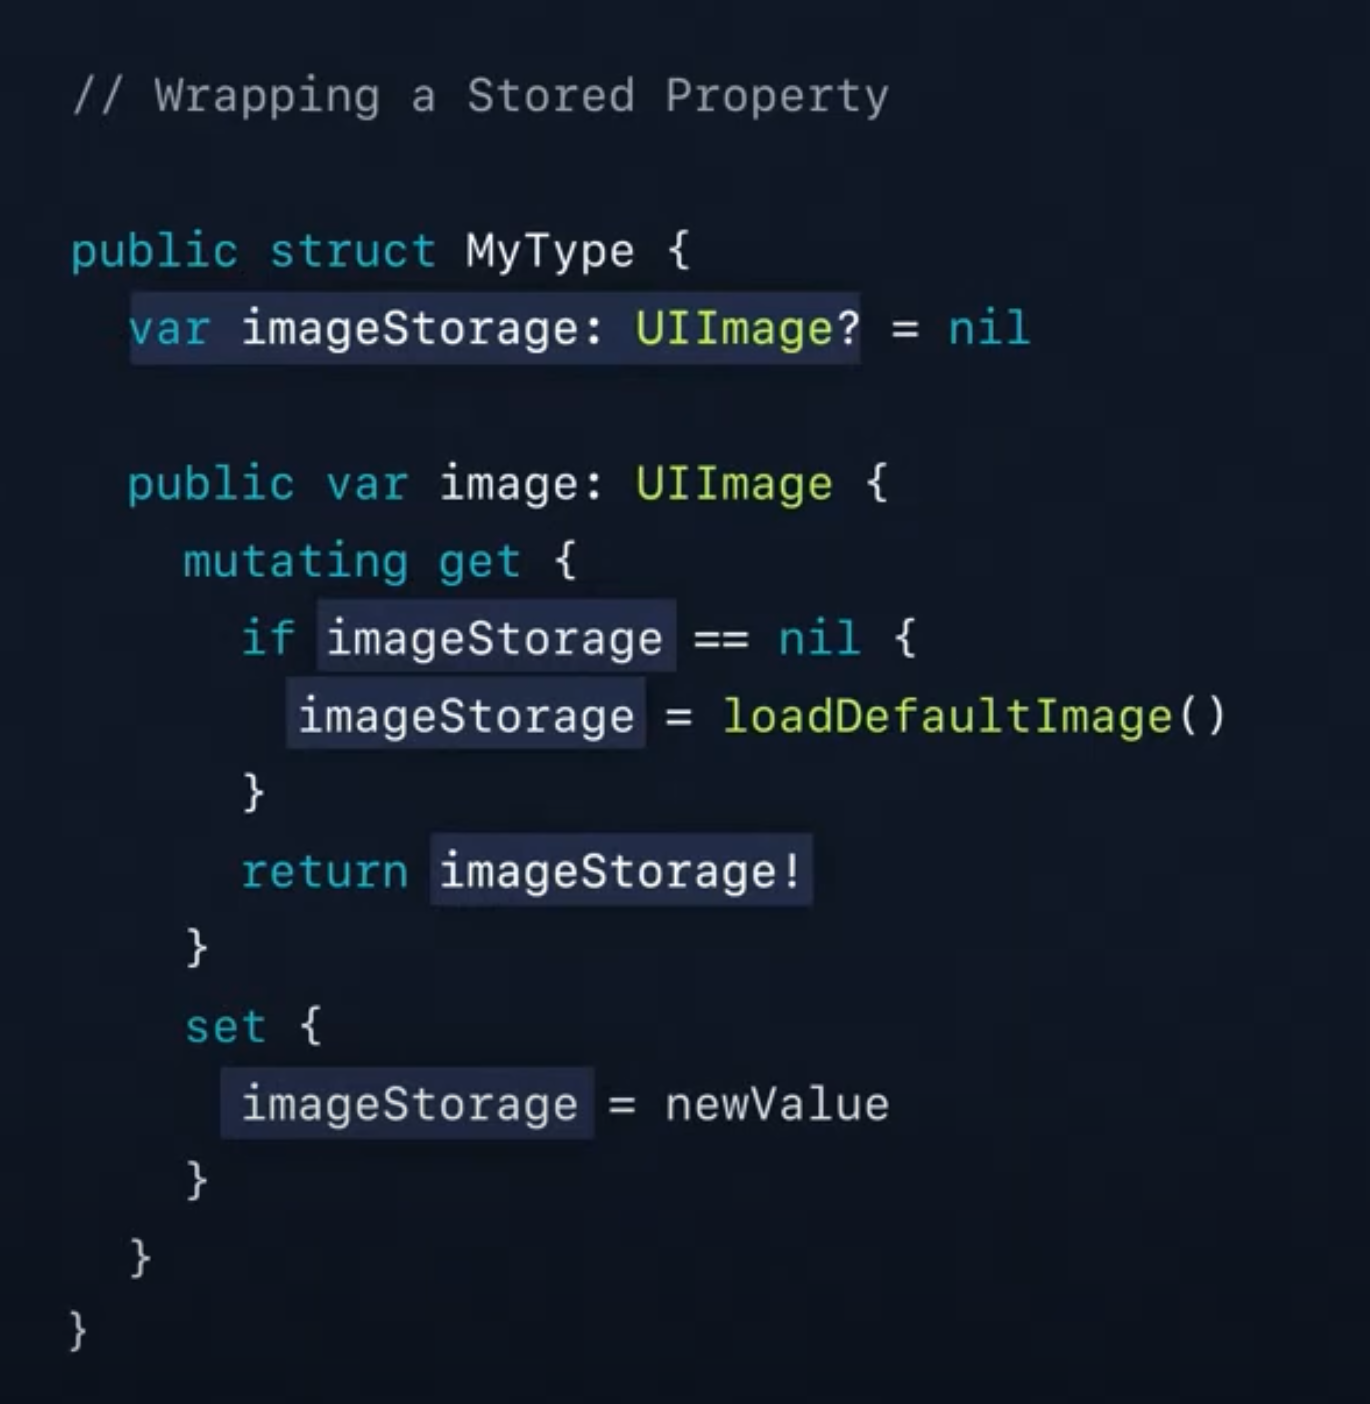 // Wrapping a Stored Property
public struct MyType {
var imageStorage: UIImage? = nil
public var image: UIImage {
mutating get {
if imageStorage == nil {
imageStorage = loadDefaultImage()
}
return imageStorage!
}
set {
imageStorage = newValue
}
}
}